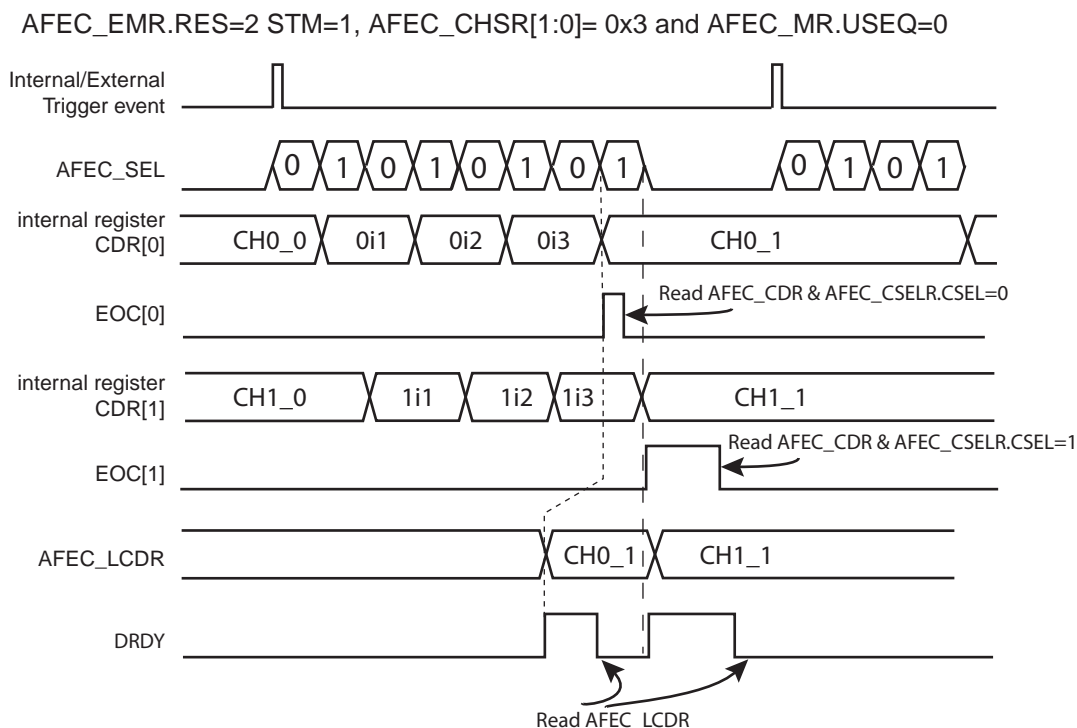 AFEC_EMR.RES=2 STM=1, AFEC_CHSR[1:0]= 0x3 and AFEC_MR.USEQ=0
Internal/External
Trigger event
AFEC_SEL
0 1 0 1 0 1 0 1 0 1 0 1
internal register
CDR[0]
CH0_0 0i1 0i2 0i3 CH0_1
EOC[0]
Read AFEC_CDR & AFEC_CSELR.CSEL=0
internal register
CDR[1]
CH1_0 1i1 1i2 1i3 CH1_1
EOC[1]
Read AFEC_CDR & AFEC_CSELR.CSEL=1
AFEC_LCDR
CH0_1 CH1_1
DRDY
Read AFEC_LCDR